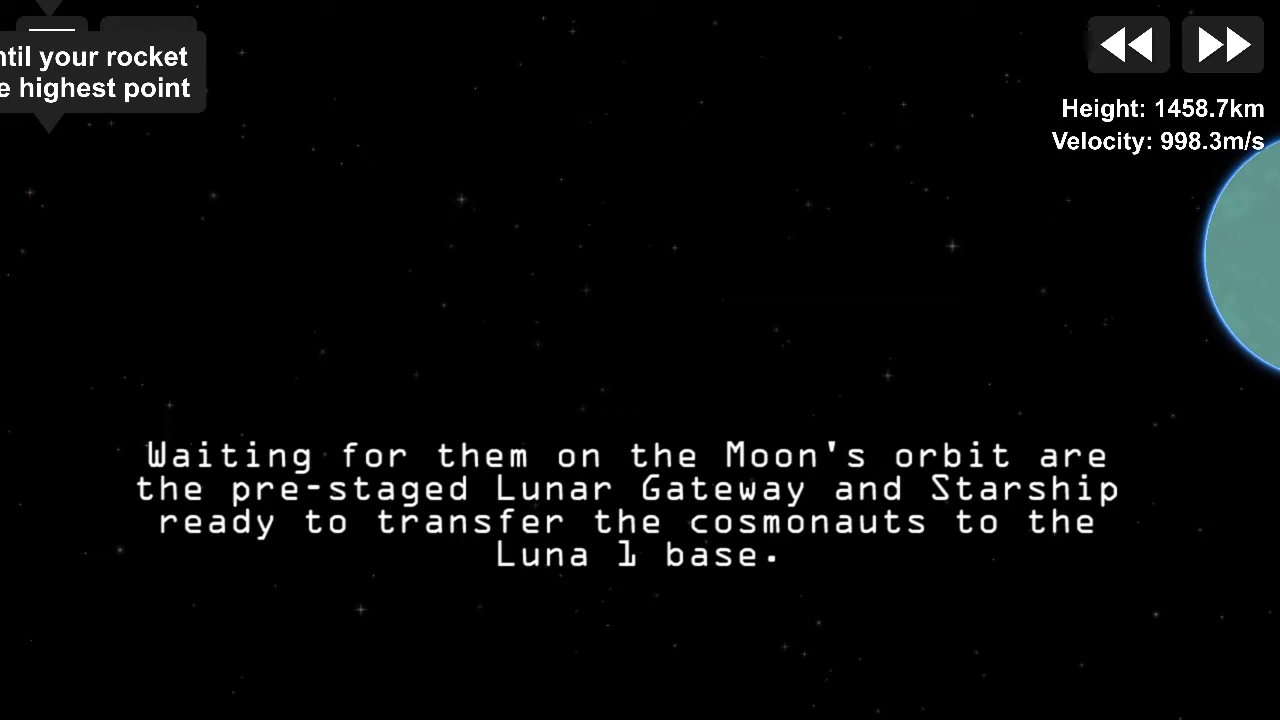 ntil your rocket
e highest point
Height: 1458.7km
Velocity: 998.3m/s
Waiting for them on the Moon's orbit are
the pre-staged Lunar Gateway and Starship
ready to transfer the cosmonauts to the
Luna 1 base.